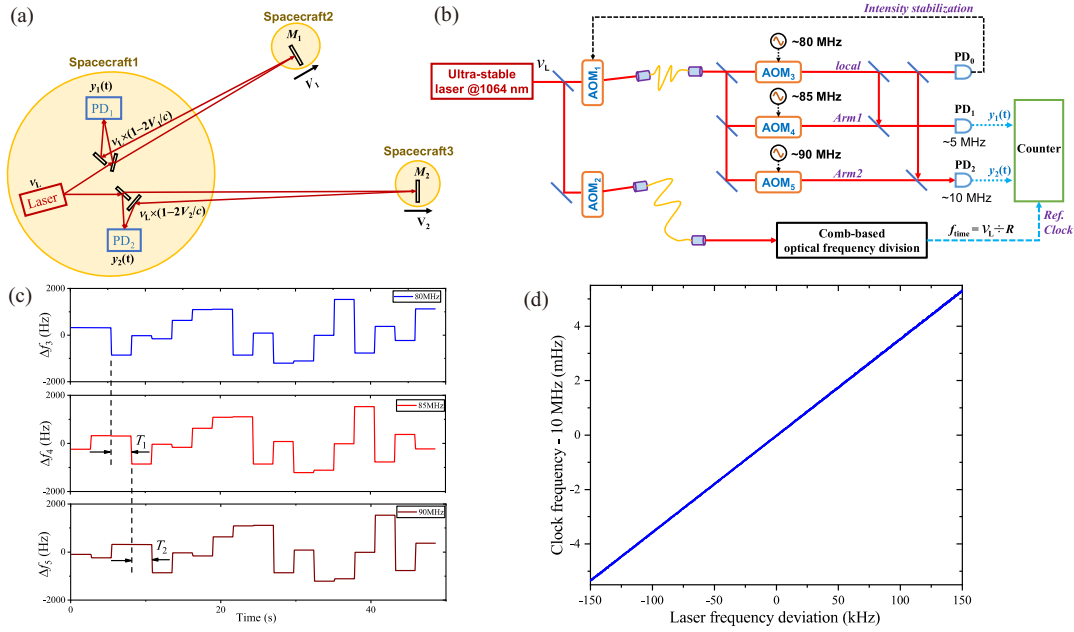 (a)
Spacecraft2
M1
V1
Spacecraft1
y1(t)
PD1
νL×(1−2V1/c)
Spacecraft3
M2
V2
νL
Laser
νL×(1−2V2/c)
PD2
y2(t)
(b)
Intensity stabilization
~80 MHz
PD0
νL
AOM1
AOM3
local
Ultra-stable
laser @1064 nm
~85 MHz
PD1
y1(t)
AOM4
Arm1
~5 MHz
Counter
~90 MHz
PD2
y2(t)
AOM2
AOM5
Arm2
~10 MHz
Ref.
Clock
Comb-based
optical frequency division
ftime = νL ÷ R
(c)
2000
0
-2000
Δf3 (Hz)
80MHz
2000
0
-2000
Δf4 (Hz)
85MHz
T1
2000
0
-2000
Δf5 (Hz)
90MHz
T2
0 20 40
Time (s)
(d)
Clock frequency - 10 MHz (mHz)
4
2
0
-2
-4
-150 -100 -50 0 50 100 150
Laser frequency deviation (kHz)